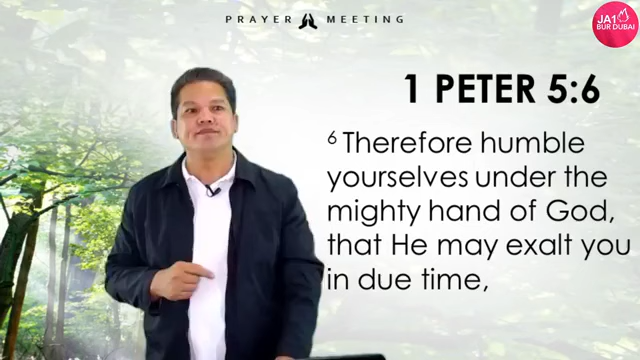 PRAYER MEETING
JA1
BUR DUBAI
1 PETER 5:6
6 Therefore humble
yourselves under the
mighty hand of God,
that He may exalt you
in due time,